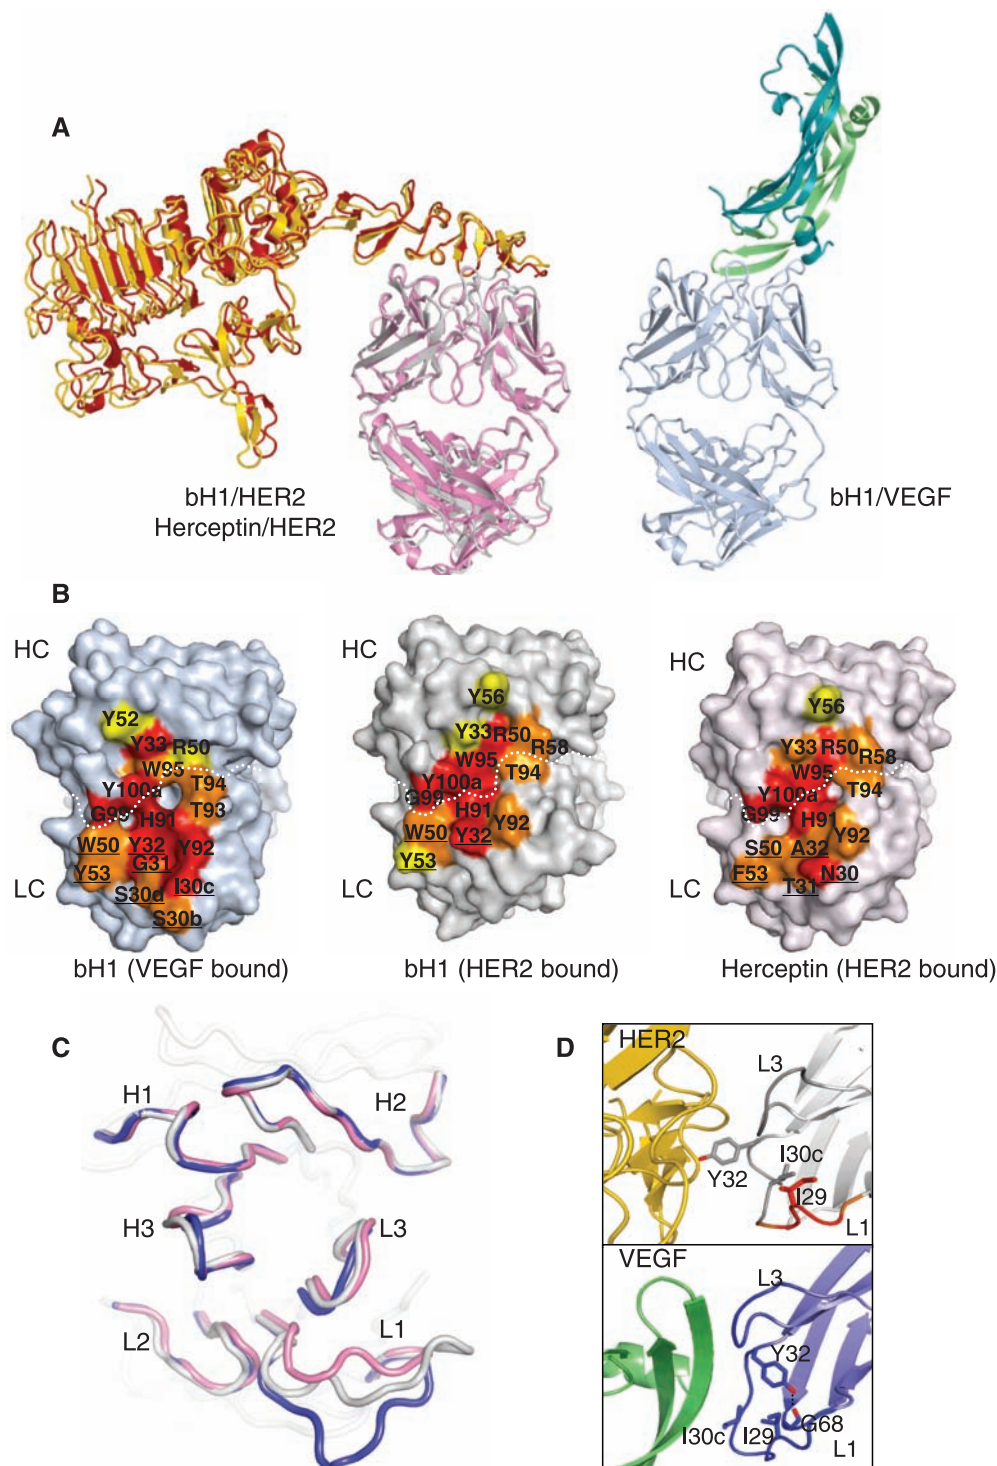 A
bH1/HER2
Herceptin/HER2
bH1/VEGF
B
HC
Y52
Y33 R50
W95
T94
Y100a
T93
G99
H91
W50
Y32
Y92
G31
Y53
LC
S30d
I30c
S30b
bH1 (VEGF bound)
HC
Y56
Y33
R50
R58
W95
T94
Y100a
G99
H91
W50
Y32
Y92
Y53
LC
bH1 (HER2 bound)
HC
Y56
Y33 R50
R58
W95
T94
Y100a
G99
H91
Y92
S50
A32
F53
N30
LC
T31
Herceptin (HER2 bound)
C
H1
H2
H3
L3
L2
L1
D
HER2
L3
I30c
Y32
I29
L1
VEGF
L3
Y32
G68
I30c
I29
L1